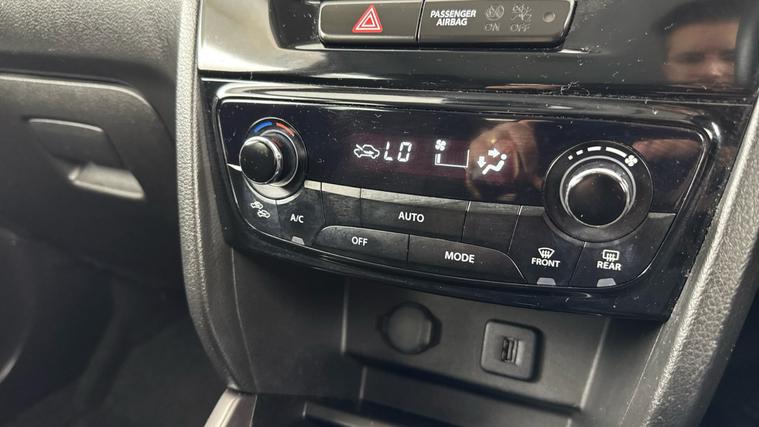 PASSENGER
AIRBAG
ON OFF
LO
A/C
AUTO
OFF
MODE
FRONT
REAR